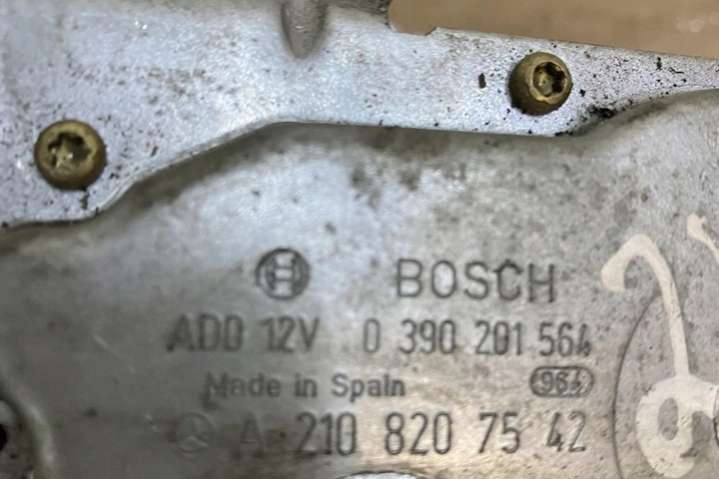 BOSCH
ADD 12V 0 390 201 564
Made in Spain 964
A 210 820 75 42